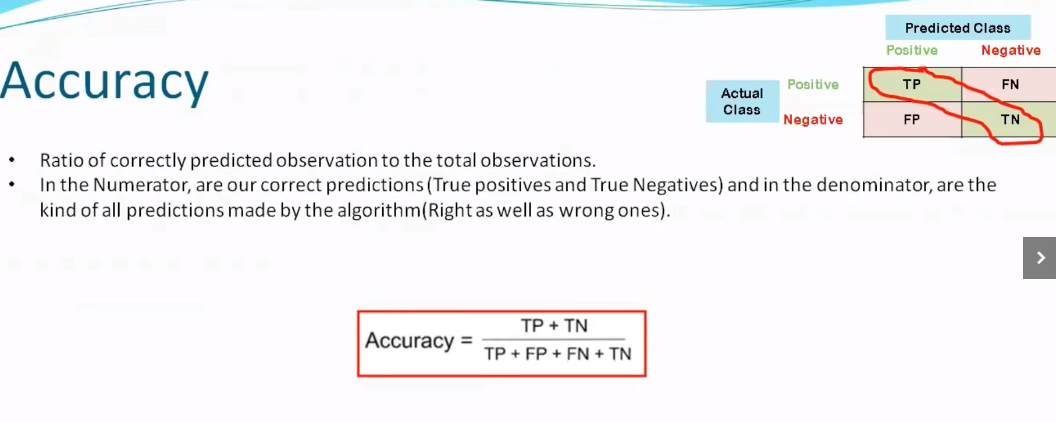 Accuracy
Predicted Class
Positive Negative
Actual Class
Positive TP FN
Negative FP TN
• Ratio of correctly predicted observation to the total observations.
• In the Numerator, are our correct predictions (True positives and True Negatives) and in the denominator, are the
kind of all predictions made by the algorithm(Right as well as wrong ones).
Accuracy = TP + TN
TP + FP + FN + TN